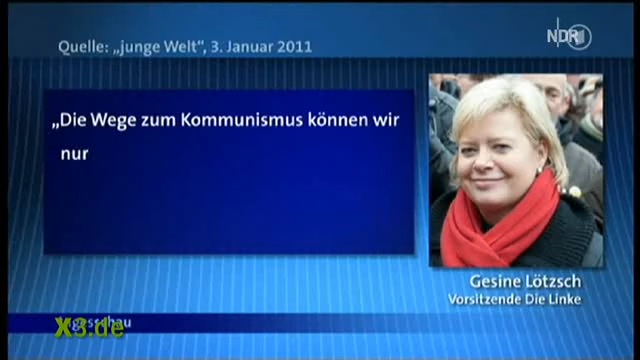 Quelle: „junge Welt“, 3. Januar 2011
NDR
„Die Wege zum Kommunismus können wir
nur
Gesine Lötzsch
Vorsitzende Die Linke
X3.de